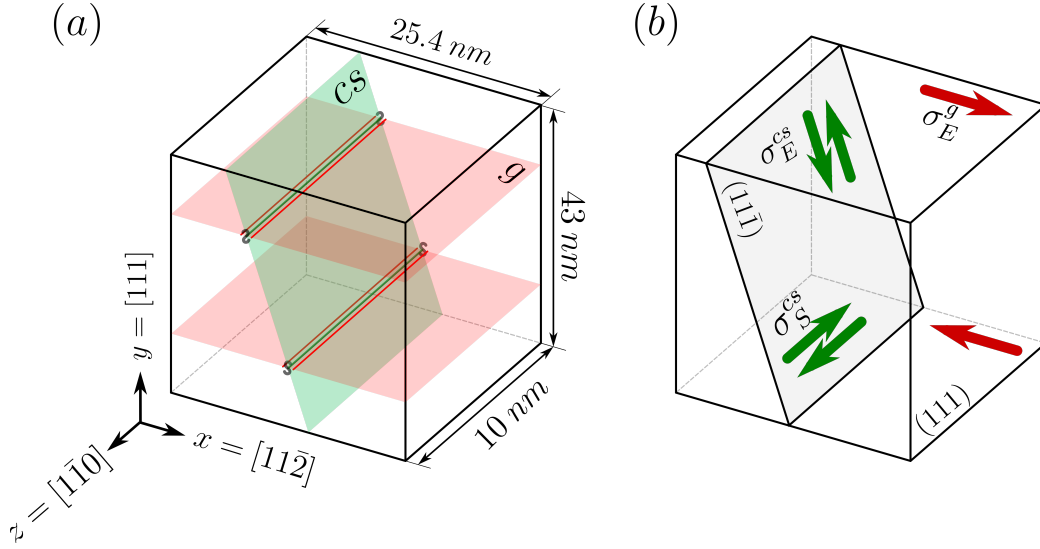 (a)
25.4 nm
cs
g
43 nm
10 nm
y = [111]
x = [112̄]
z = [11̄0]
(b)
σ_E^g
σ_E^cs
(111̄)
σ_S^cs
(111)